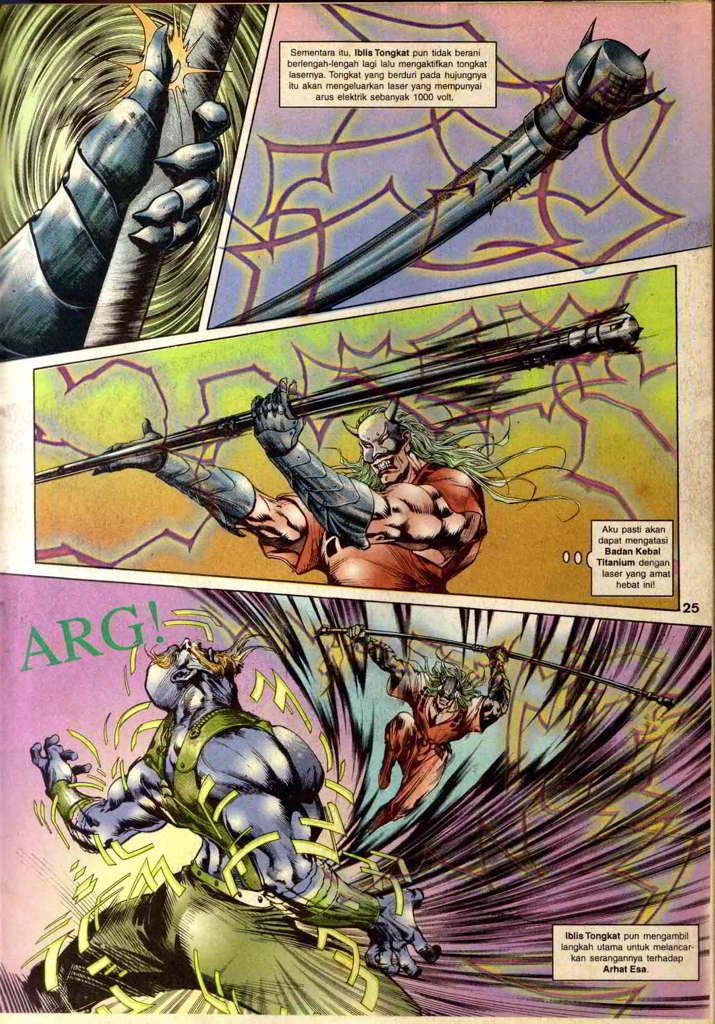 Sementara itu, Iblis Tongkat pun tidak berani
berlengah-lengah lagi lalu mengaktifkan tongkat
lasernya. Tongkat yang berduri pada hujungnya
itu akan mengeluarkan laser yang mempunyai
arus elektrik sebanyak 1000 volt.
Aku pasti akan
dapat mengatasi
Badan Kebal
Titanium dengan
laser yang amat
hebat ini!
25
ARG!
Iblis Tongkat pun mengambil
langkah utama untuk melancar-
kan serangannya terhadap
Arhat Esa.